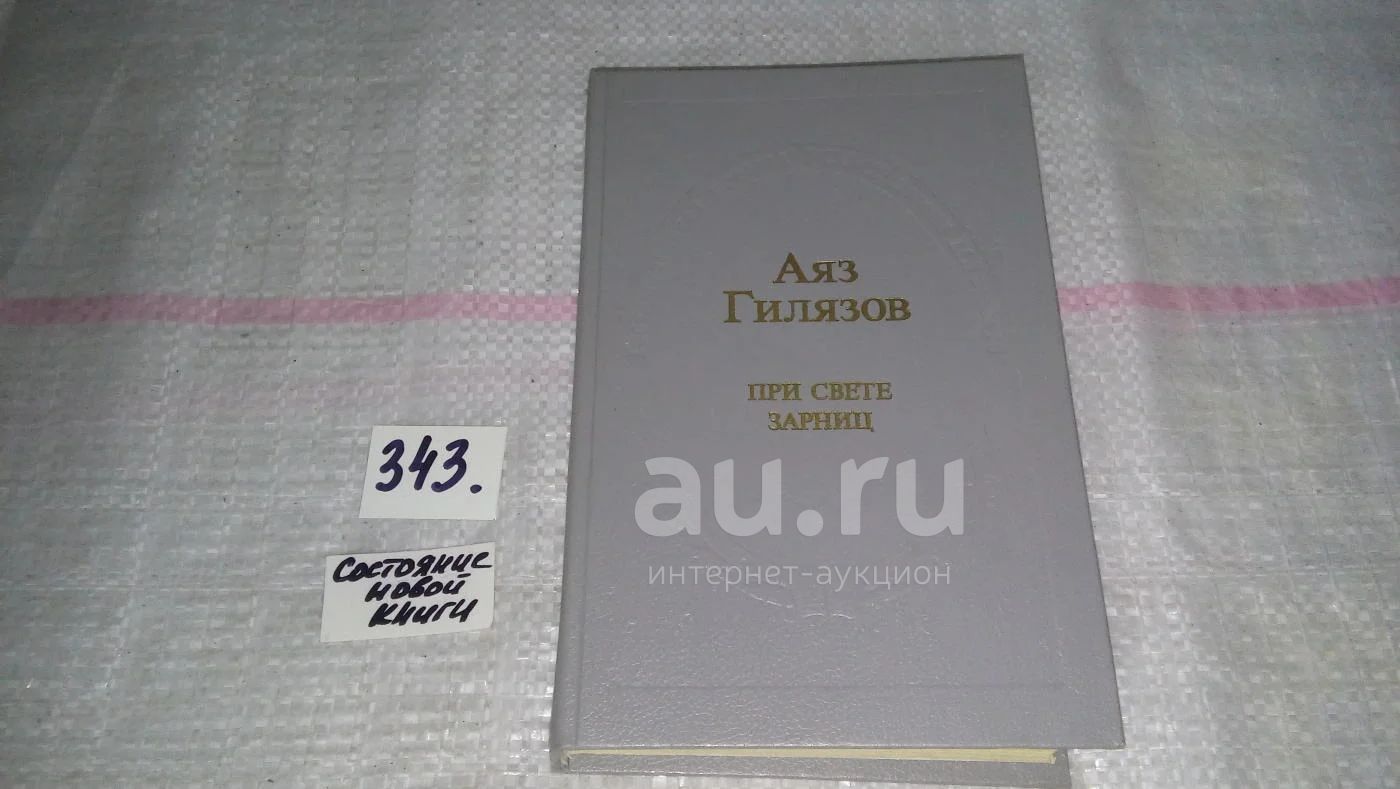 Аяз
Гилязов
ПРИ СВЕТЕ
ЗАРНИЦ
343.
Состояние
новой
книги
au.ru
интернет-аукцион